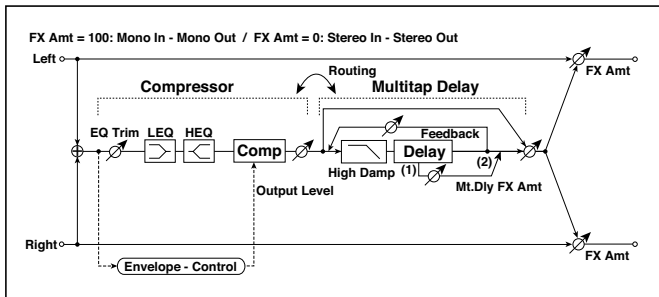 FX Amt = 100: Mono In - Mono Out / FX Amt = 0: Stereo In - Stereo Out
Left
FX Amt
Routing
Compressor
Multitap Delay
EQ Trim
LEQ
HEQ
Feedback
Comp
Delay
High Damp
(1)
(2)
Mt.Dly FX Amt
Output Level
Right
FX Amt
Envelope - Control